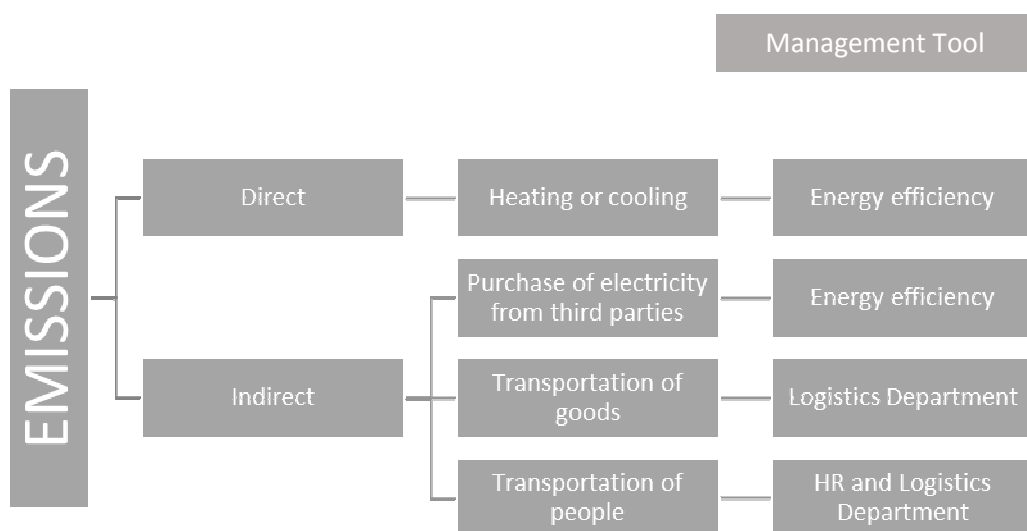 Management Tool
EMISSIONS
Direct
Heating or cooling
Energy efficiency
Purchase of electricity
from third parties
Energy efficiency
Indirect
Transportation of
goods
Logistics Department
Transportation of
people
HR and Logistics
Department